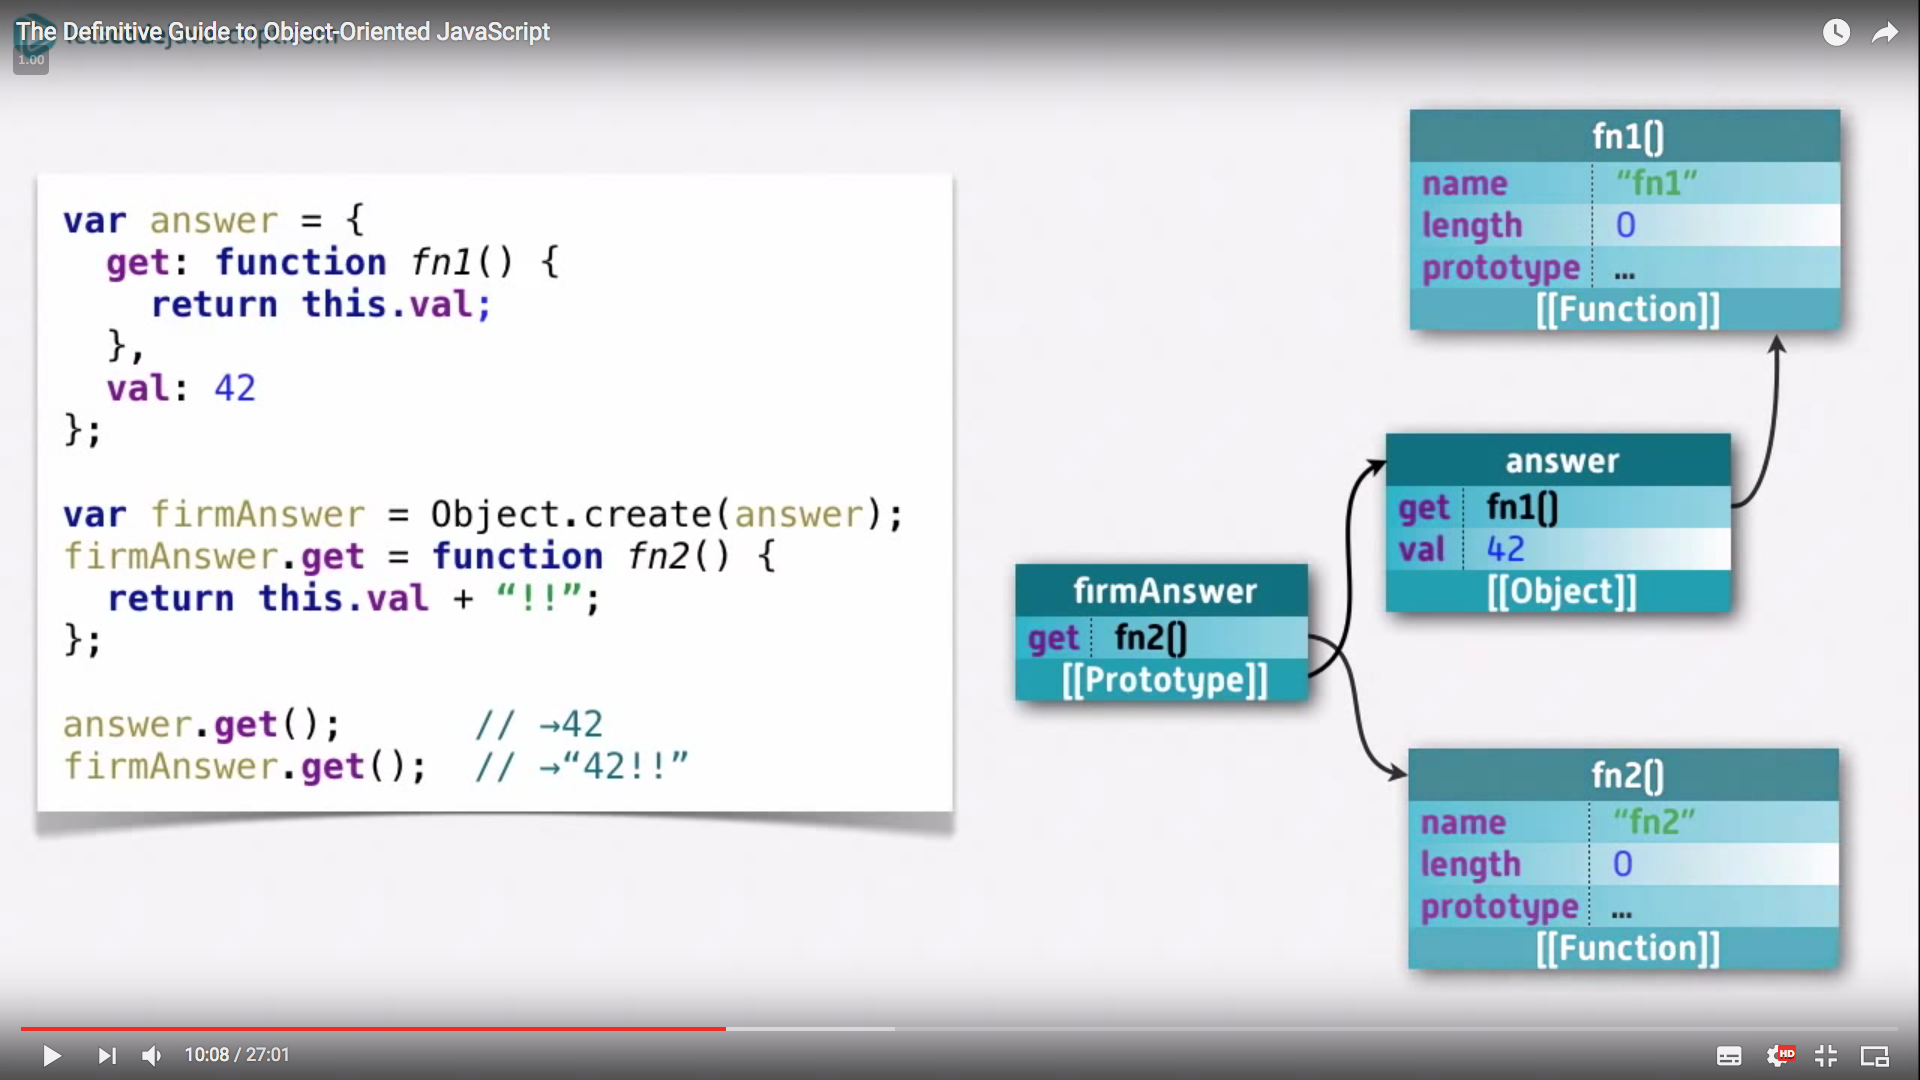 The Definitive Guide to Object-Oriented JavaScript
letscodejavascript.com
1.00
var answer = {
get: function fn1() {
return this.val;
},
val: 42
};
var firmAnswer = Object.create(answer);
firmAnswer.get = function fn2() {
return this.val + “!!”;
};
answer.get(); // →42
firmAnswer.get(); // →“42!!”
fn1()
name “fn1”
length 0
prototype ...
[[Function]]
answer
get fn1()
val 42
[[Object]]
firmAnswer
get fn2()
[[Prototype]]
fn2()
name “fn2”
length 0
prototype ...
[[Function]]
10:08 / 27:01
HD